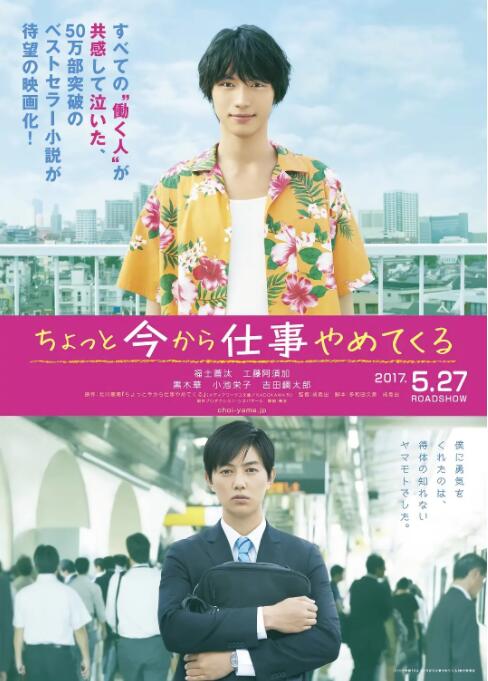 すべての“働く人”が
共感して泣いた、
50万部突破の
ベストセラー小説が
待望の映画化！
ちょっと今から仕事やめてくる
福士蒼汰 工藤阿須加
黒木華 小池栄子 吉田鋼太郎
2017. 5.27
ROADSHOW
choi-yame.jp
僕に勇気を
くれたのは、
得体の知れない
ヤマモトでした。